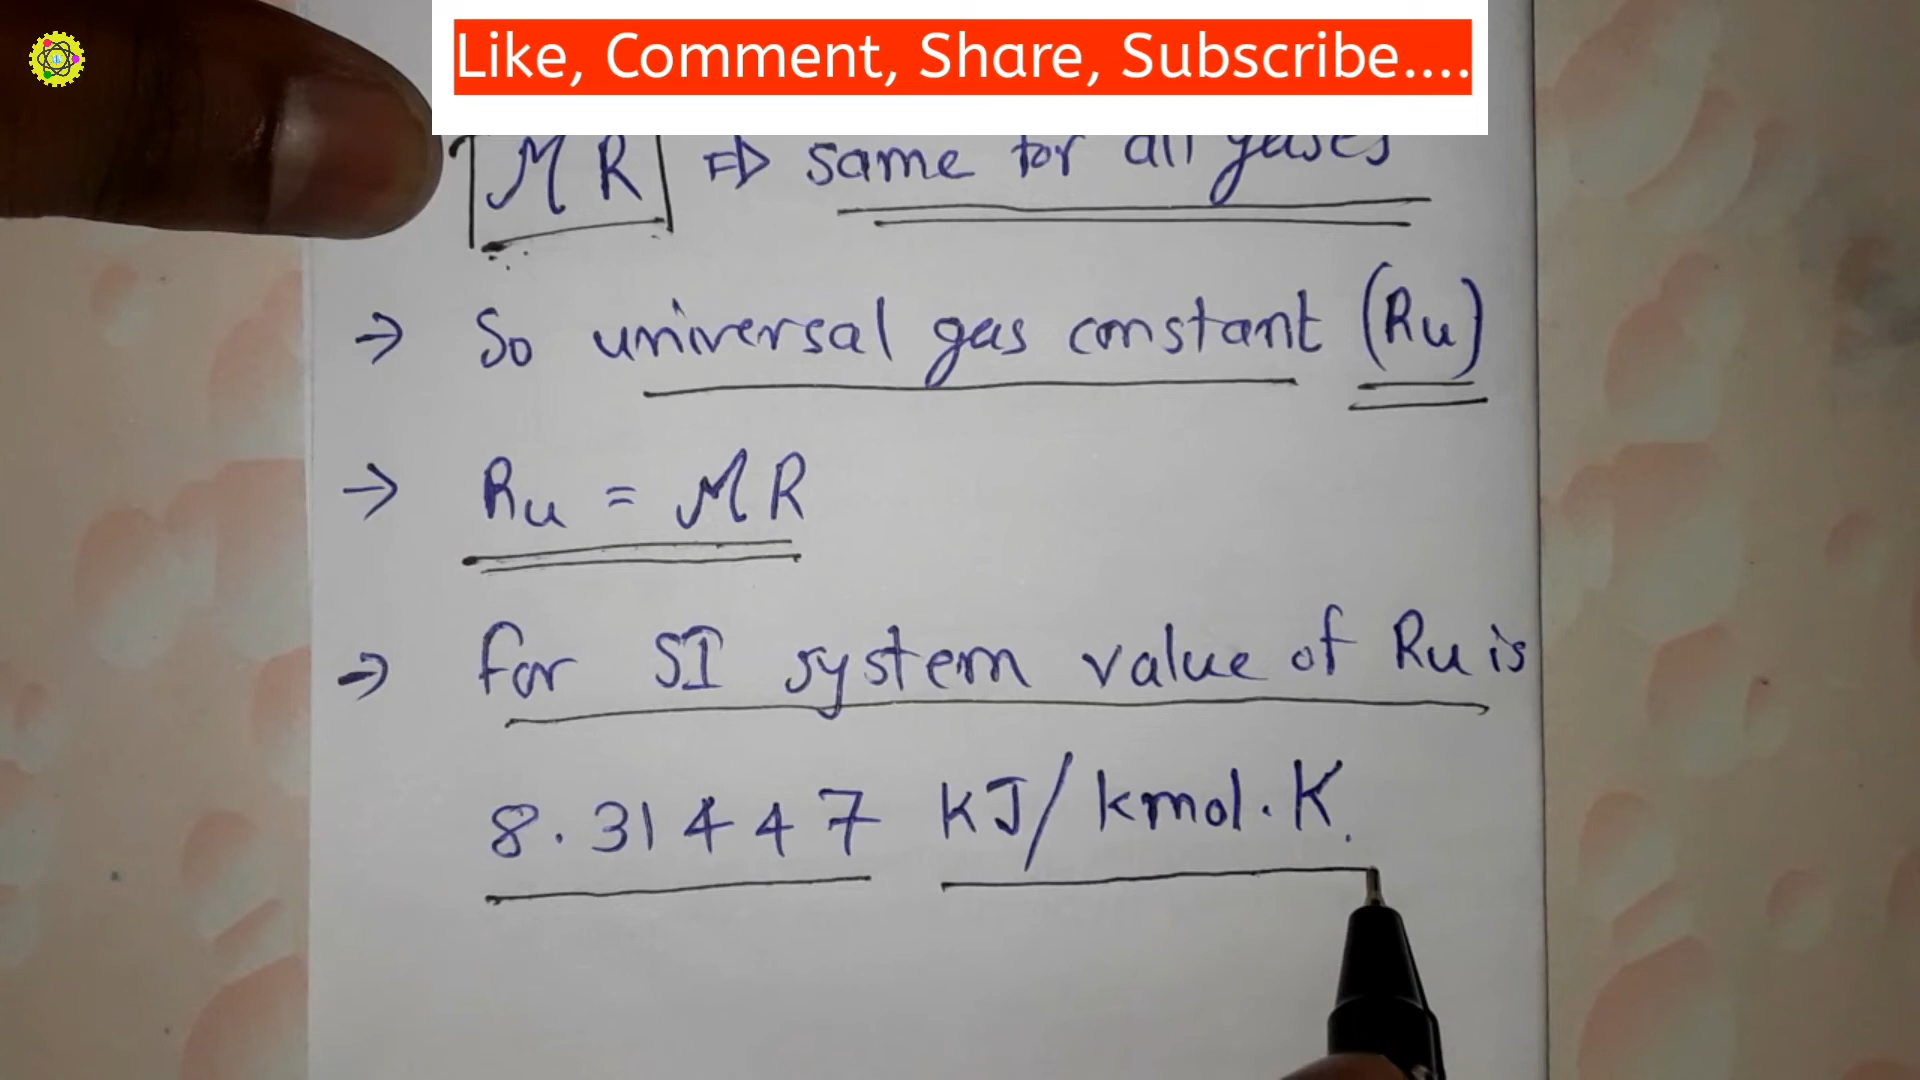 Like, Comment, Share, Subscribe....
MR ⇒ same for all gases
→ So universal gas constant (Ru)
→ Ru = MR
→ for SI system value of Ru is
8.31447 KJ/kmol.K.